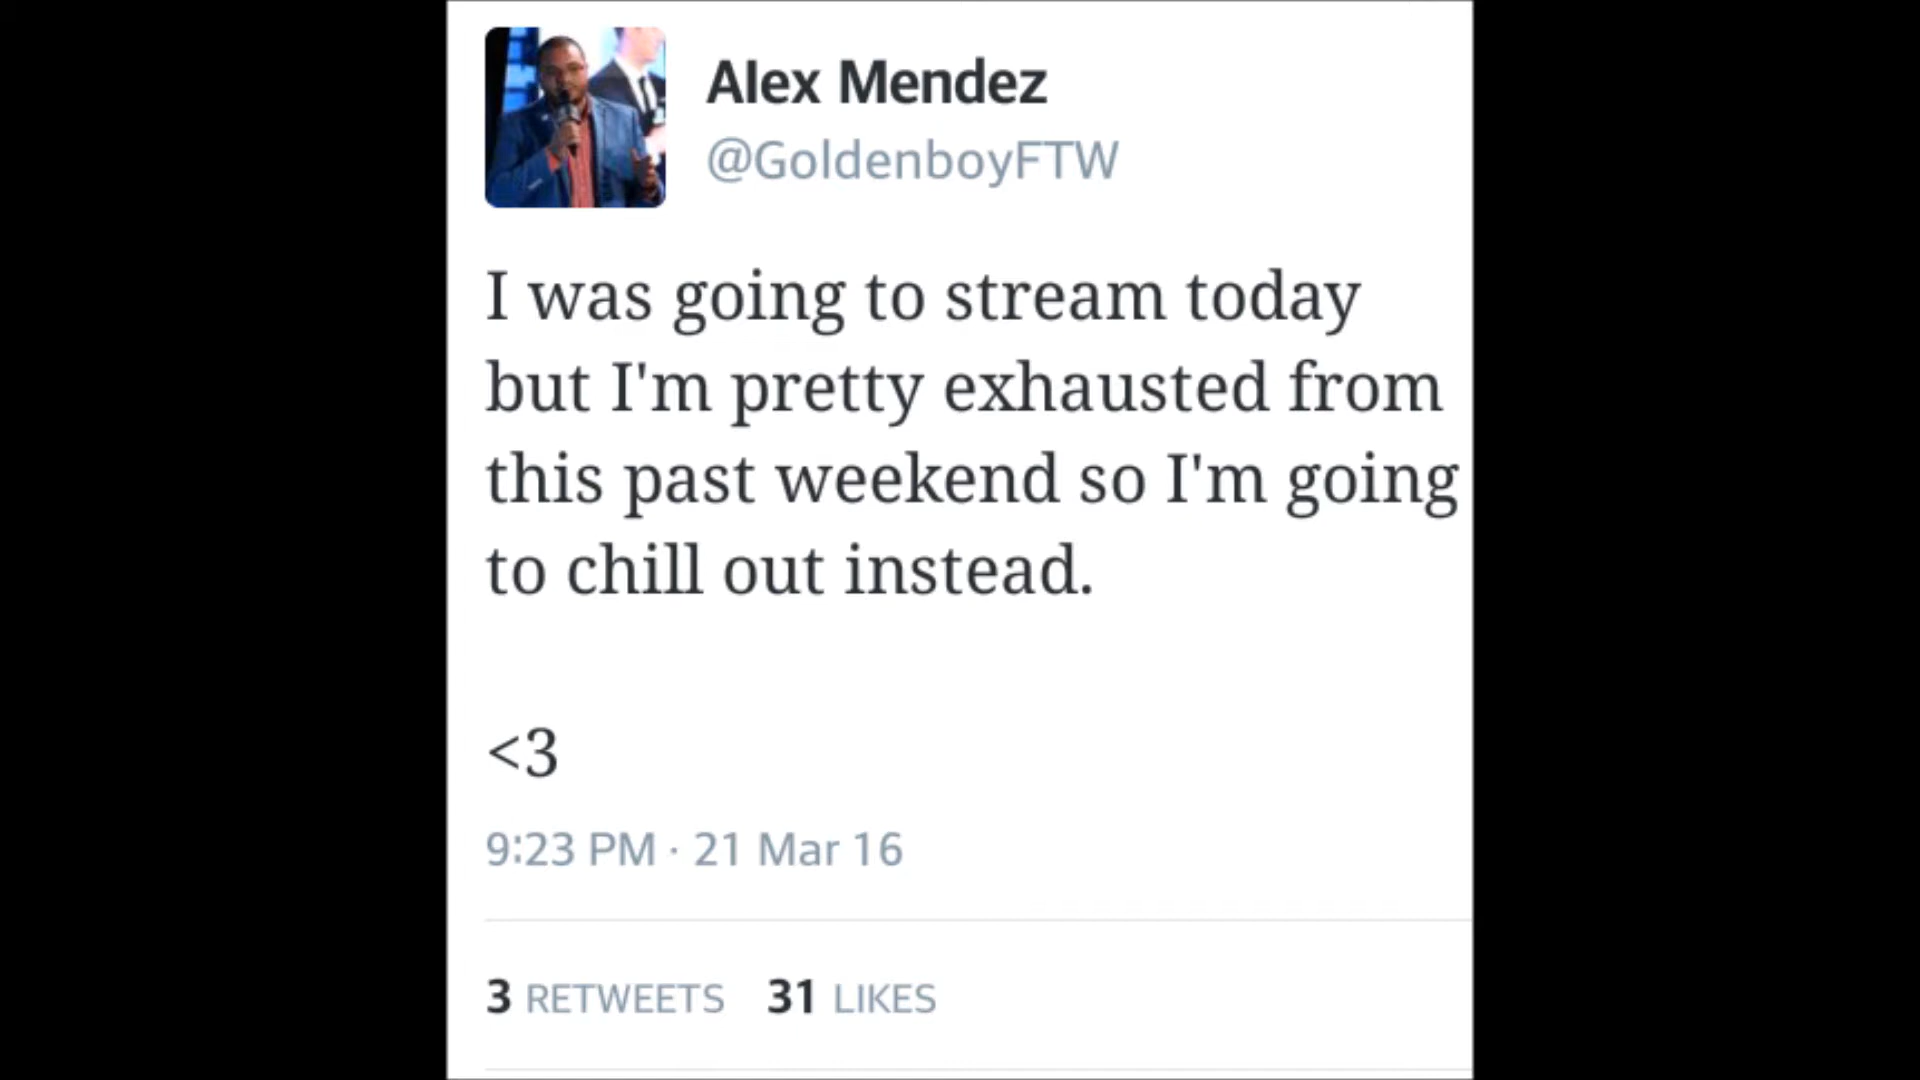 Alex Mendez
@GoldenboyFTW
I was going to stream today
but I'm pretty exhausted from
this past weekend so I'm going
to chill out instead.
<3
9:23 PM · 21 Mar 16
3 RETWEETS 31 LIKES